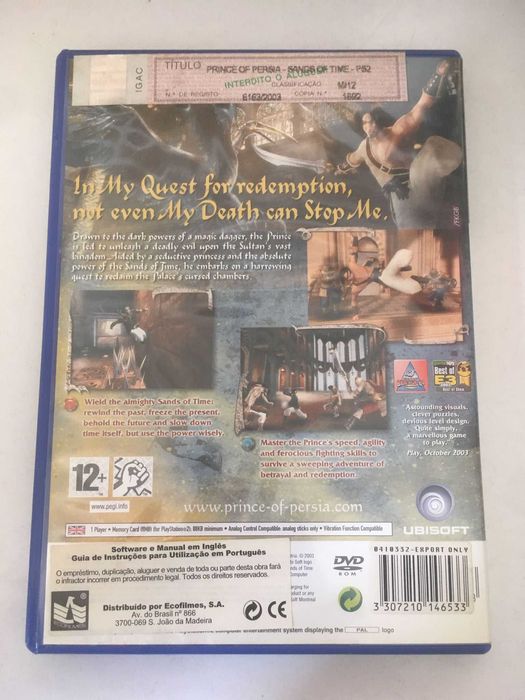 IGAC
TÍTULO PRINCE OF PERSIA - SANDS OF TIME - PS2
INTERDITO O ALUGUER
CLASSIFICAÇÃO M/12
N.º DE REGISTO 6163/2003 CÓPIA N.º 1692
In My Quest for redemption,
not even My Death can Stop Me.
Drawn to the dark powers of a magic dagger, the Prince
is led to unleash a deadly evil upon the Sultan's vast
kingdom. Aided by a seductive princess and the absolute
power of the Sands of Time, he embarks on a harrowing
quest to reclaim the Palace's cursed chambers.
Best of
E3
Wield the almighty Sands of Time:
rewind the past, freeze the present,
behold the future and slow down
time itself, but use the power wisely.
Master the Prince's speed, agility
and ferocious fighting skills to
survive a sweeping adventure of
betrayal and redemption.
Astounding visuals,
clever puzzles,
devious level design.
Quite simply,
a marvellous game
to play.
Play, October 2003
12+
www.pegi.info
www.prince-of-persia.com
UBISOFT
1 Player • Memory Card (8MB) (for PlayStation®2): 80KB minimum • Analog Control Compatible: analog sticks only • Vibration Function Compatible
Software e Manual em Inglês
Guia de Instruções para Utilização em Português
O empréstimo, duplicação, aluguer e venda de toda ou parte desta obra fará
o infractor incorrer em procedimento legal. Todos os direitos reservados.
Distribuído por Ecofilmes, S.A.
Av. do Brasil nº 866
3700-069 S. João da Madeira
ECOFILMES
CE
DVD
ROM
0410332-EXPORT ONLY
3 307210 146533
computer entertainment system displaying the PAL logo